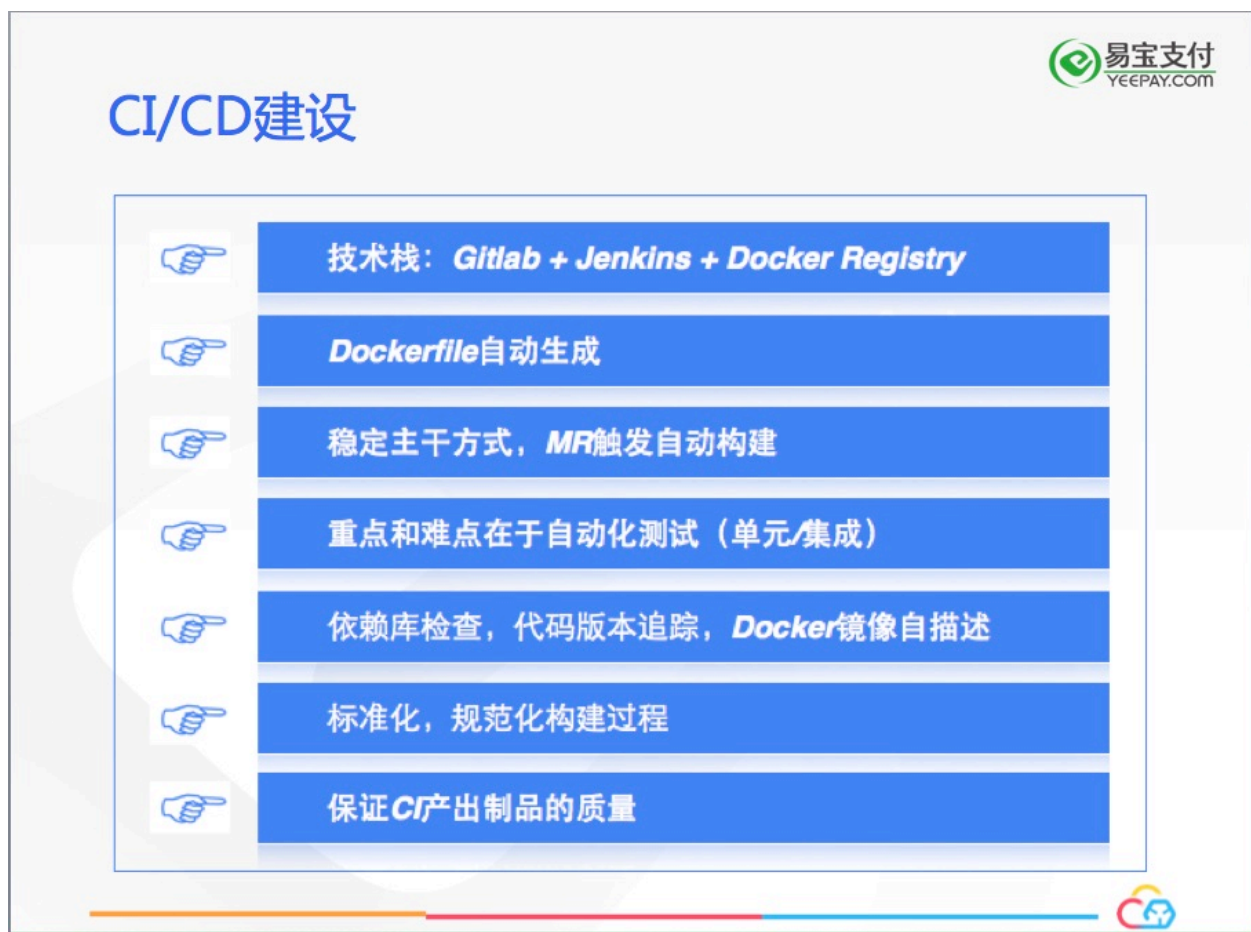 易宝支付
YEEPAY.COM
CI/CD建设
技术栈：Gitlab + Jenkins + Docker Registry
Dockerfile自动生成
稳定主干方式，MR触发自动构建
重点和难点在于自动化测试（单元/集成）
依赖库检查，代码版本追踪，Docker镜像自描述
标准化，规范化构建过程
保证CI产出制品的质量